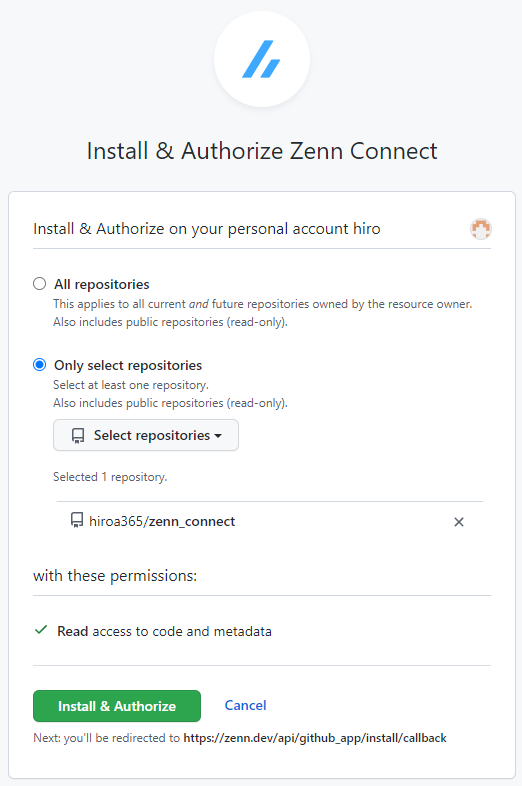 Install & Authorize Zenn Connect
Install & Authorize on your personal account hiro
All repositories
This applies to all current and future repositories owned by the resource owner.
Also includes public repositories (read-only).
Only select repositories
Select at least one repository.
Also includes public repositories (read-only).
Select repositories
Selected 1 repository.
hiroa365/zenn_connect
with these permissions:
Read access to code and metadata
Install & Authorize Cancel
Next: you'll be redirected to https://zenn.dev/api/github_app/install/callback